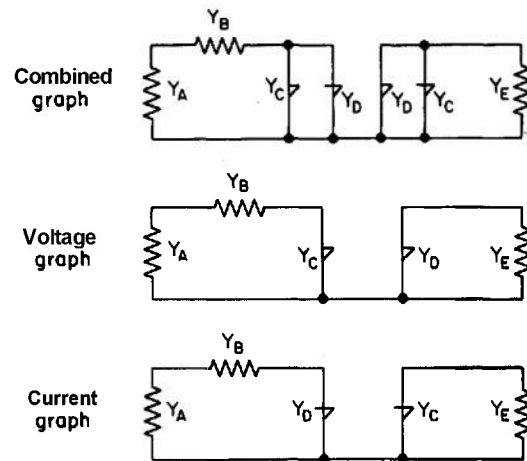 Combined graph
Y_A
Y_B
Y_C
Y_D
Y_D
Y_C
Y_E
Voltage graph
Y_A
Y_B
Y_C
Y_D
Y_E
Current graph
Y_A
Y_B
Y_D
Y_C
Y_E